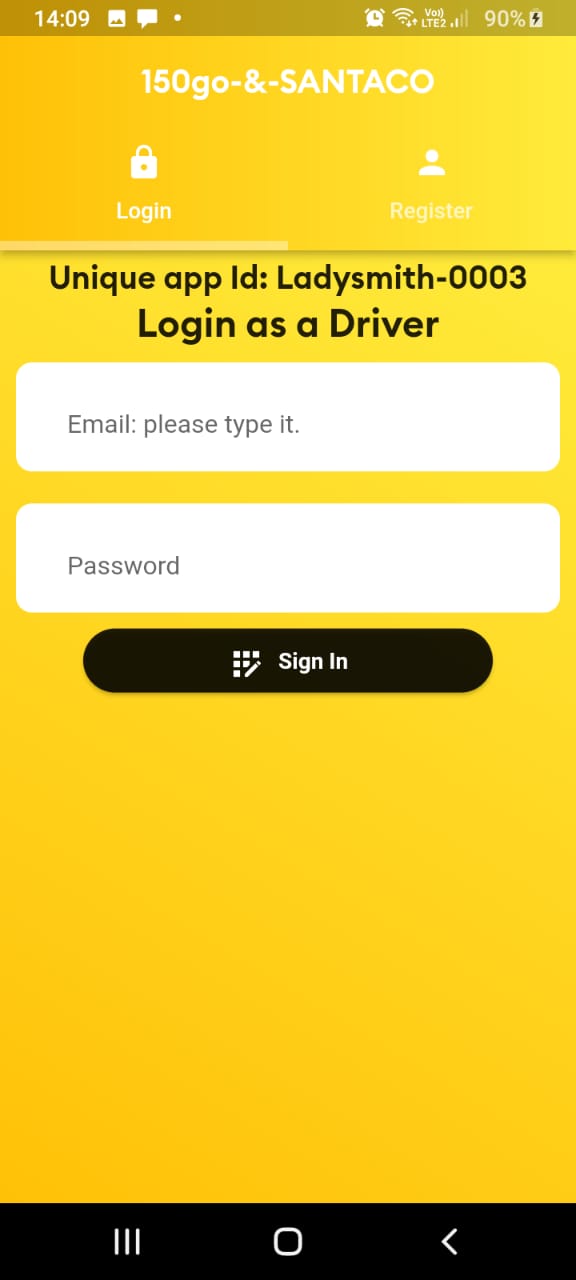 14:09
Vo)) LTE2
90%
150go-&-SANTACO
Login
Register
Unique app Id: Ladysmith-0003
Login as a Driver
Email: please type it.
Password
Sign In